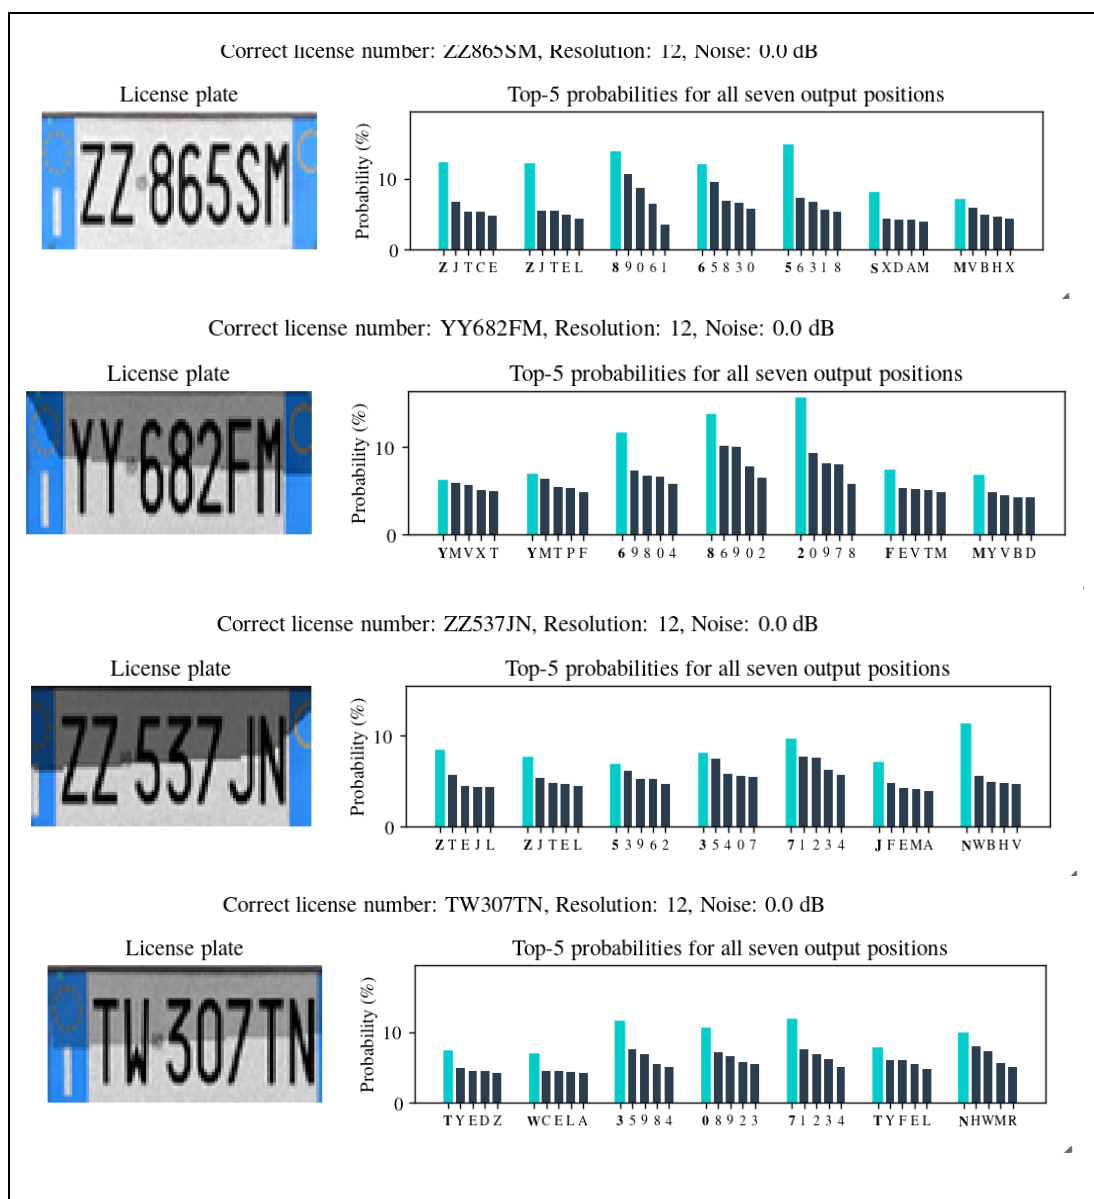 Correct license number: ZZ865SM, Resolution: 12, Noise: 0.0 dB
License plate
Top-5 probabilities for all seven output positions
ZZ 865SM
Probability (%)
10
0
Z J T C E Z J T E L 8 9 0 6 1 6 5 8 3 0 5 6 3 1 8 S X D A M M V B H X
Correct license number: YY682FM, Resolution: 12, Noise: 0.0 dB
License plate
Top-5 probabilities for all seven output positions
YY 682FM
Probability (%)
10
0
Y M V X T Y M T P F 6 9 8 0 4 8 6 9 0 2 2 0 9 7 8 F E V T M M Y V B D
Correct license number: ZZ537JN, Resolution: 12, Noise: 0.0 dB
License plate
Top-5 probabilities for all seven output positions
ZZ 537JN
Probability (%)
10
0
Z T E J L Z J T E L 5 3 9 6 2 3 5 4 0 7 7 1 2 3 4 J F E M A N W B H V
Correct license number: TW307TN, Resolution: 12, Noise: 0.0 dB
License plate
Top-5 probabilities for all seven output positions
TW 307TN
Probability (%)
10
0
T Y E D Z W C E L A 3 5 9 8 4 0 8 9 2 3 7 1 2 3 4 T Y F E L N H W M R